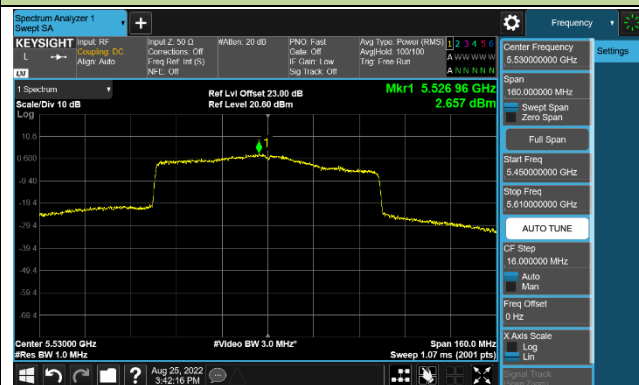 Spectrum Analyzer 1
Swept SA
Frequency
KEYSIGHT
Input: RF
Coupling: DC
Align: Auto
Input Z: 50 Ω
Corrections: Off
Freq Ref: Int (S)
NFE: Off
#Atten: 20 dB
PNO: Fast
Gate: Off
IF Gain: Low
Sig Track: Off
Avg Type: Power (RMS)
Avg|Hold: 100/100
Trig: Free Run
1 2 3 4 5 6
A W W W W W
A N N N N N
L
LXI
1 Spectrum
Scale/Div 10 dB
Log
Ref Lvl Offset 23.00 dB
Ref Level 20.60 dBm
Mkr1 5.526 96 GHz
2.657 dBm
10.6
0.600
-9.40
-19.4
-29.4
-39.4
-49.4
-59.4
-69.4
1
Center 5.53000 GHz
#Res BW 1.0 MHz
#Video BW 3.0 MHz*
Span 160.0 MHz
Sweep 1.07 ms (2001 pts)
Aug 25, 2022
3:42:16 PM
Center Frequency
5.530000000 GHz
Settings
Span
160.000000 MHz
Swept Span
Zero Span
Full Span
Start Freq
5.450000000 GHz
Stop Freq
5.610000000 GHz
AUTO TUNE
CF Step
16.000000 MHz
Auto
Man
Freq Offset
0 Hz
X Axis Scale
Log
Lin
Signal Track
(Span Zoom)